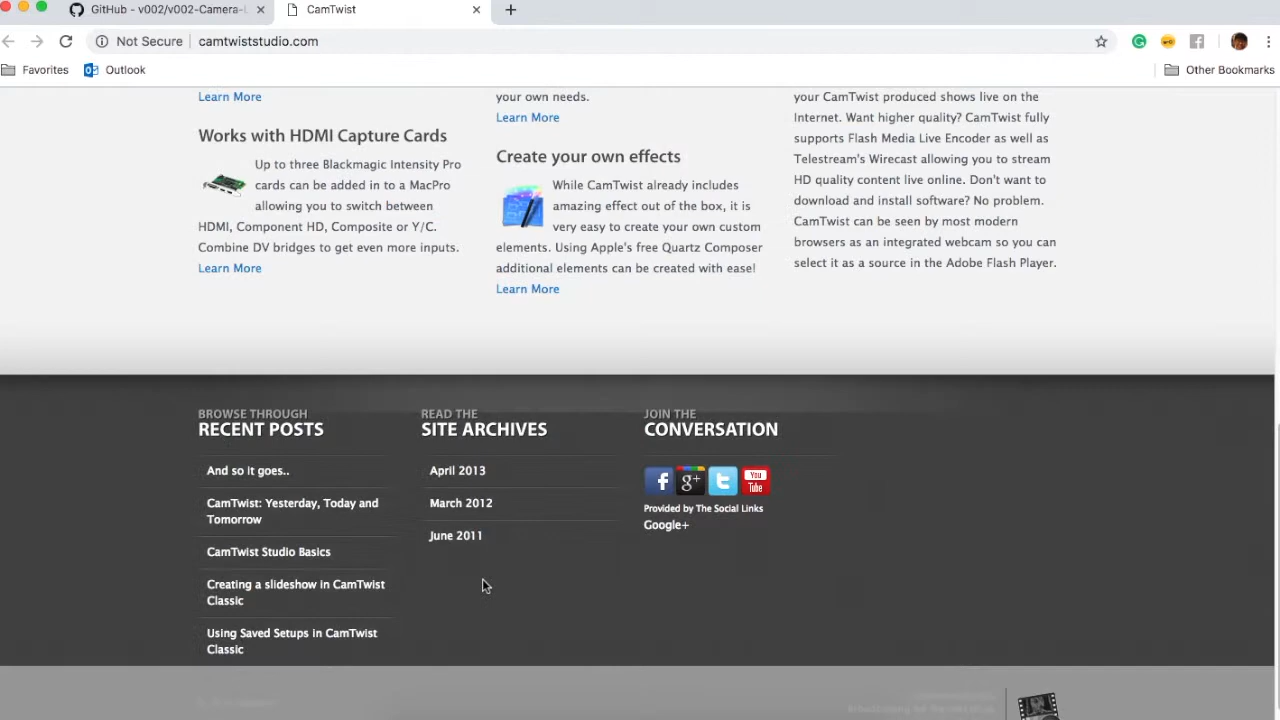 GitHub - v002/v002-Camera-L
CamTwist
Not Secure
camtwiststudio.com
Favorites
Outlook
Other Bookmarks
Learn More
Works with HDMI Capture Cards
Up to three Blackmagic Intensity Pro
cards can be added in to a MacPro
allowing you to switch between
HDMI, Component HD, Composite or Y/C.
Combine DV bridges to get even more inputs.
Learn More
your own needs.
Learn More
Create your own effects
While CamTwist already includes
amazing effect out of the box, it is
very easy to create your own custom
elements. Using Apple's free Quartz Composer
additional elements can be created with ease!
Learn More
your CamTwist produced shows live on the
Internet. Want higher quality? CamTwist fully
supports Flash Media Live Encoder as well as
Telestream's Wirecast allowing you to stream
HD quality content live online. Don't want to
download and install software? No problem.
CamTwist can be seen by most modern
browsers as an integrated webcam so you can
select it as a source in the Adobe Flash Player.
BROWSE THROUGH
RECENT POSTS
And so it goes..
CamTwist: Yesterday, Today and
Tomorrow
CamTwist Studio Basics
Creating a slideshow in CamTwist
Classic
Using Saved Setups in CamTwist
Classic
READ THE
SITE ARCHIVES
April 2013
March 2012
June 2011
JOIN THE
CONVERSATION
f
g+
t
You
Tube
Provided by The Social Links
Google+